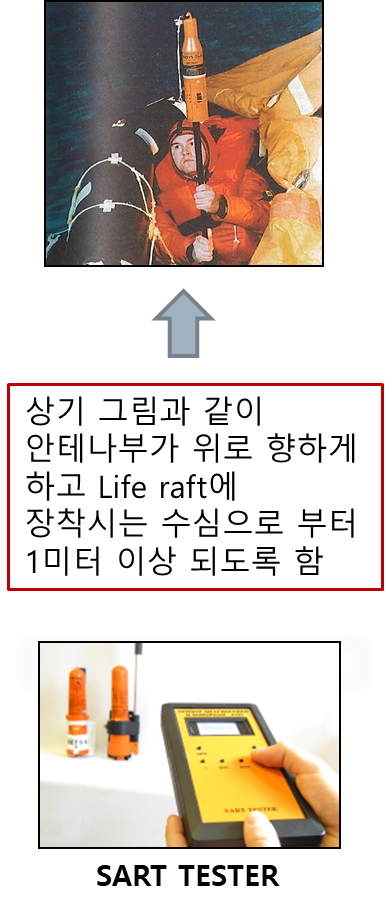 상기 그림과 같이
안테나부가 위로 향하게
하고 Life raft에
장착시는 수심으로 부터
1미터 이상 되도록 함
SART TESTER
SART TESTER